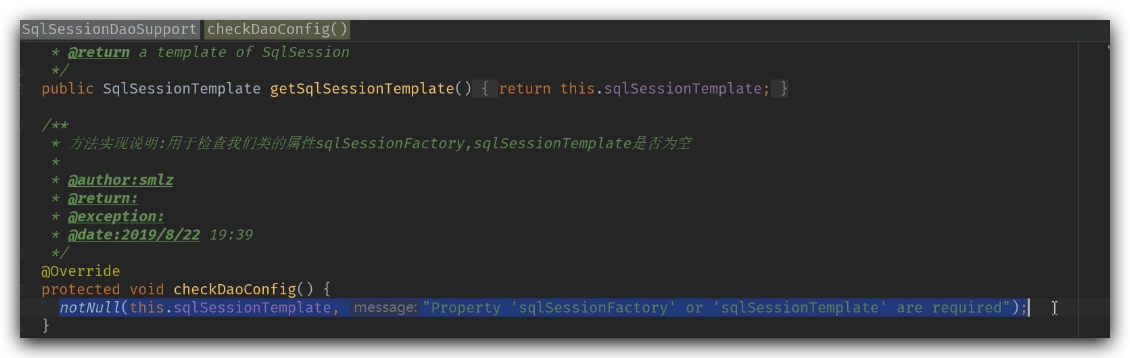 SqlSessionDaoSupport checkDaoConfig()
* @return a template of SqlSession
*/
public SqlSessionTemplate getSqlSessionTemplate() { return this.sqlSessionTemplate; }
/**
* 方法实现说明:用于检查我们类的属性sqlSessionFactory,sqlSessionTemplate是否为空
*
* @author:smlz
* @return:
* @exception:
* @date:2019/8/22 19:39
*/
@Override
protected void checkDaoConfig() {
notNull(this.sqlSessionTemplate, message: "Property 'sqlSessionFactory' or 'sqlSessionTemplate' are required");
}